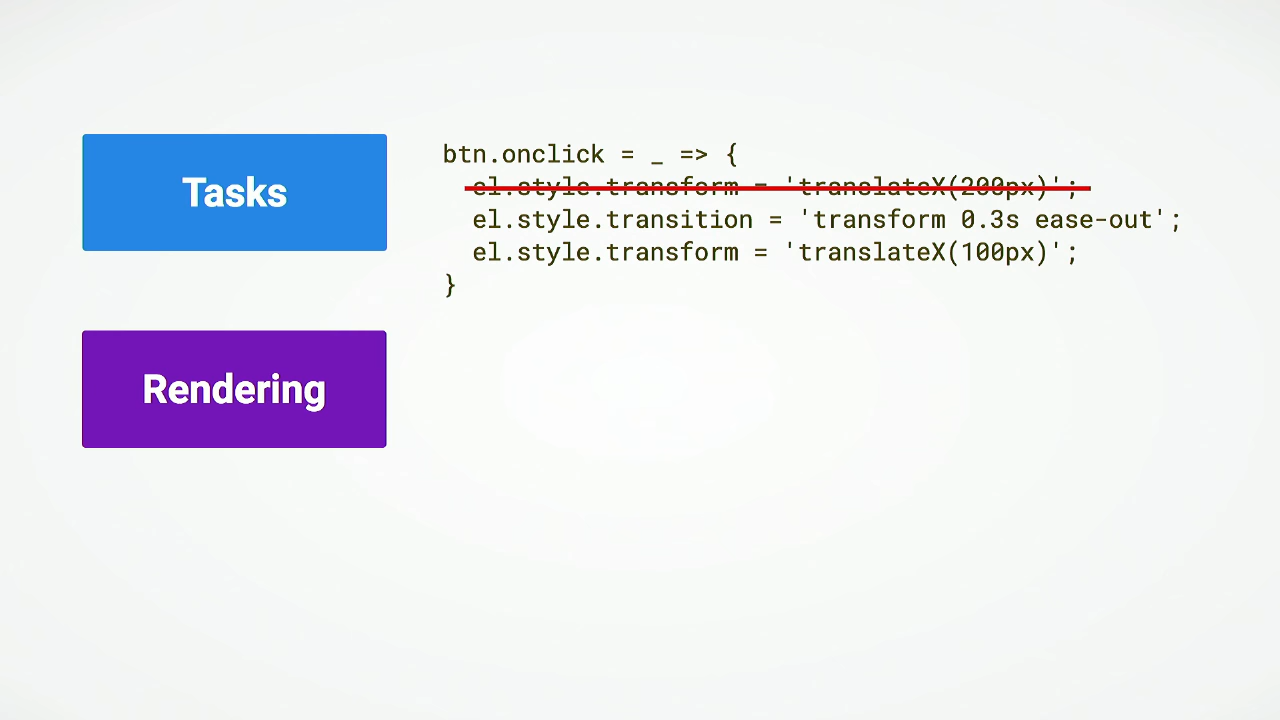 Tasks
btn.onclick = _ => {
el.style.transform = 'translateX(200px)';
el.style.transition = 'transform 0.3s ease-out';
el.style.transform = 'translateX(100px)';
}
Rendering